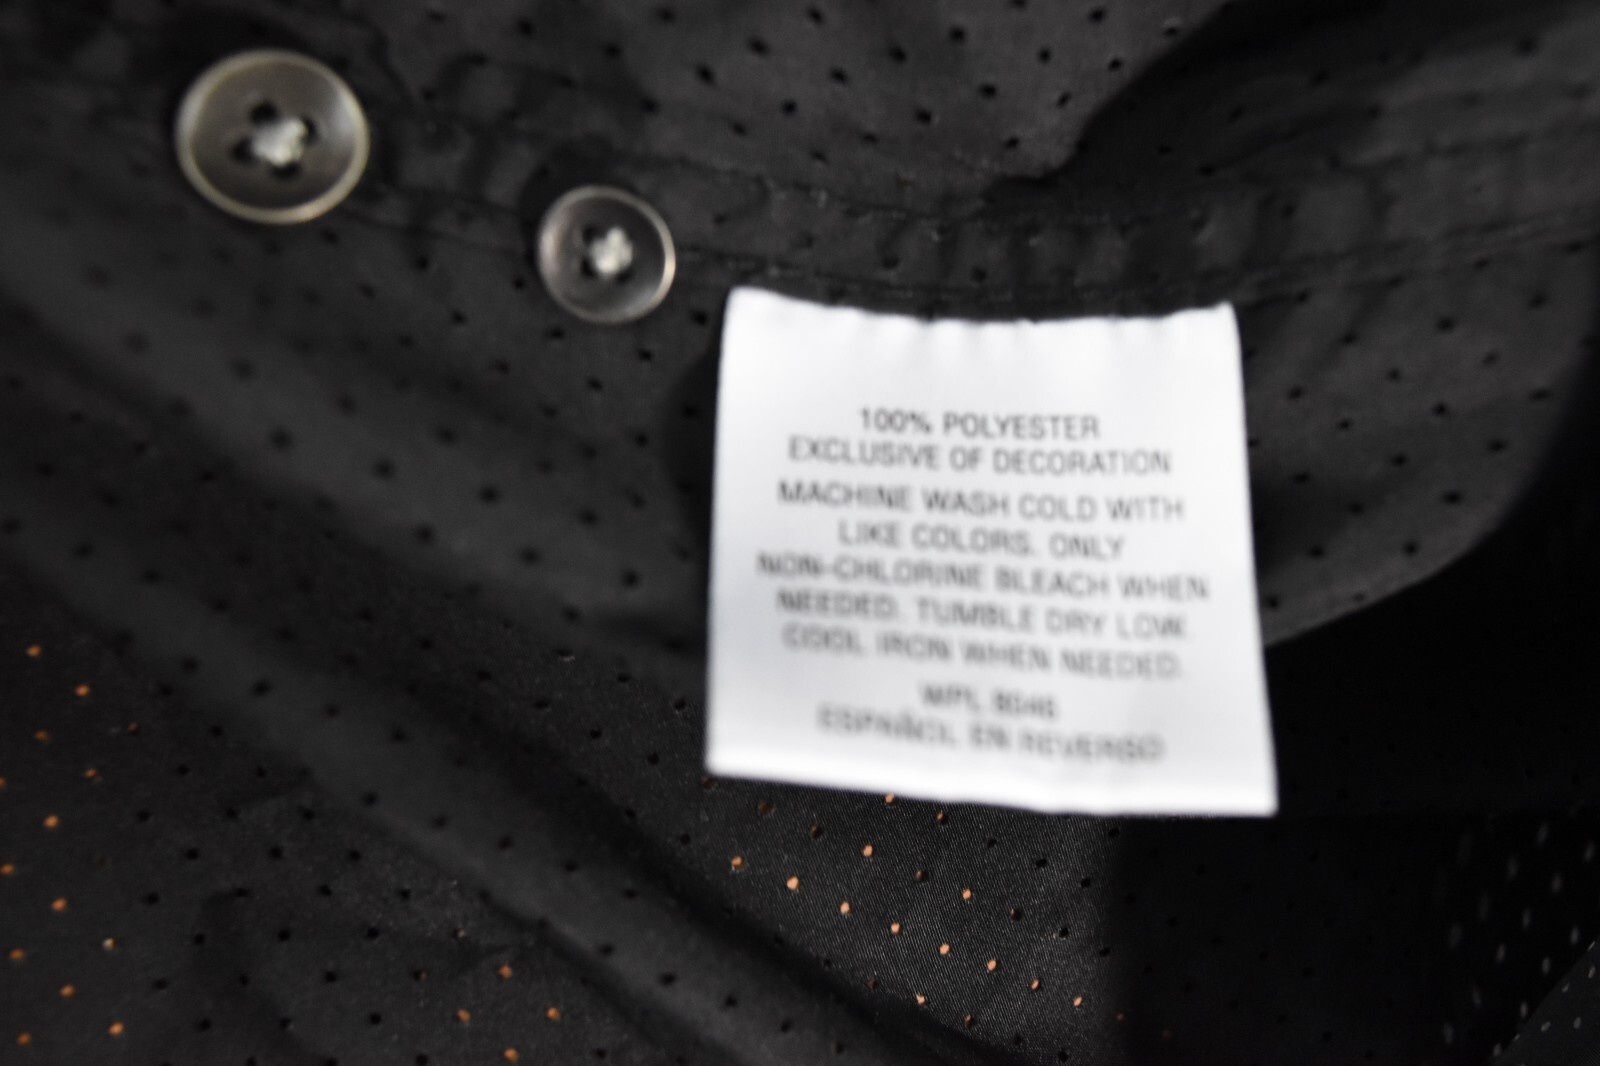 100% POLYESTER
EXCLUSIVE OF DECORATION
MACHINE WASH COLD WITH
LIKE COLORS. ONLY
NON-CHLORINE BLEACH WHEN
NEEDED. TUMBLE DRY LOW.
COOL IRON WHEN NEEDED.
WPL
ESPAÑOL EN REVERSO